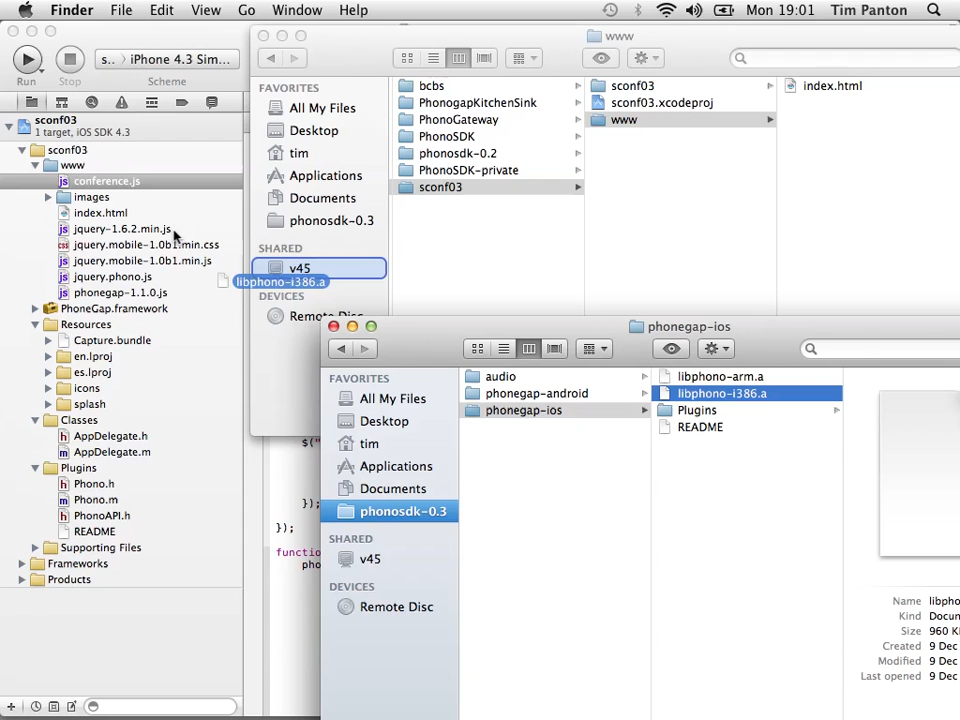 Finder File Edit View Go Window Help Mon 19:01 Tim Panton
s.. iPhone 4.3 Sim...
Run Stop Scheme
sconf03
1 target, iOS SDK 4.3
sconf03
www
conference.js
images
index.html
jquery-1.6.2.min.js
jquery.mobile-1.0b1.min.css
jquery.mobile-1.0b1.min.js
jquery.phono.js
phonegap-1.1.0.js
PhoneGap.framework
Resources
Capture.bundle
en.lproj
es.lproj
icons
splash
Classes
AppDelegate.h
AppDelegate.m
Plugins
Phono.h
Phono.m
PhonoAPI.h
README
Supporting Files
Frameworks
Products
www
FAVORITES
All My Files
Desktop
tim
Applications
Documents
phonosdk-0.3
SHARED
v45
libphono-i386.a
DEVICES
Remote Disc
bcbs
PhonogapKitchenSink
PhonoGateway
PhonoSDK
phonosdk-0.2
PhonoSDK-private
sconf03
sconf03
sconf03.xcodeproj
www
index.html
$("
});
});
functio
pho
phonegap-ios
FAVORITES
All My Files
Desktop
tim
Applications
Documents
phonosdk-0.3
SHARED
v45
DEVICES
Remote Disc
audio
phonegap-android
phonegap-ios
libphono-arm.a
libphono-i386.a
Plugins
README
Name libpho
Kind Docum
Size 960 K
Created 9 Dec
Modified 9 Dec
Last opened 9 Dec